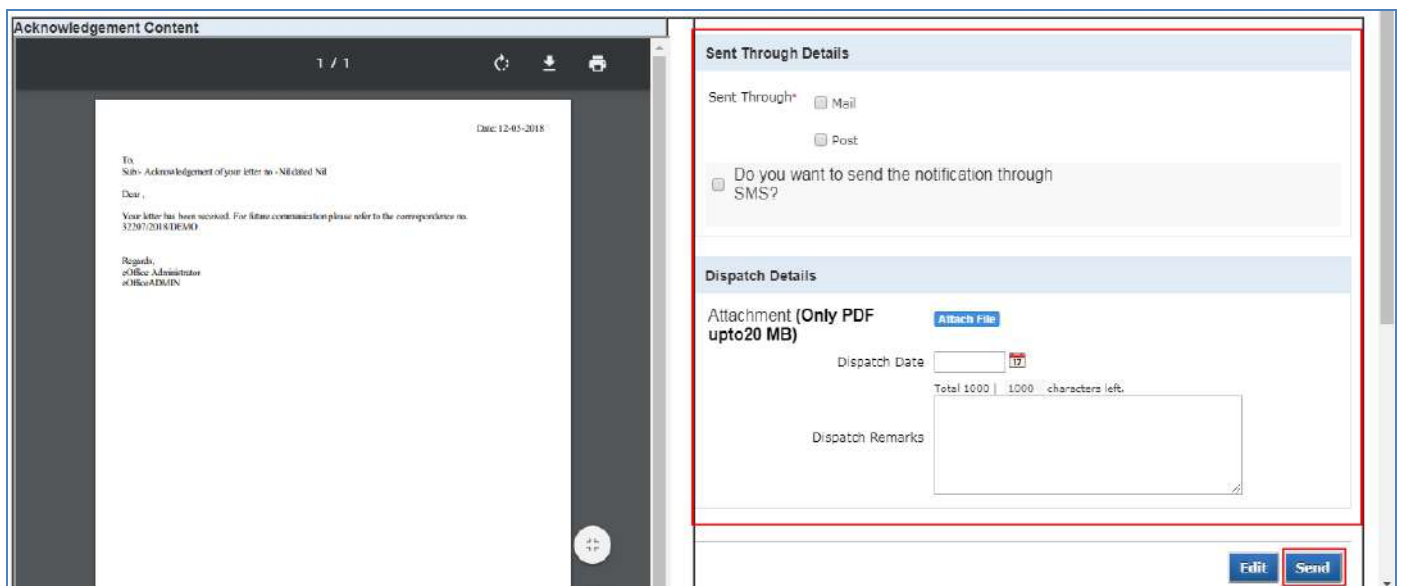 Acknowledgement Content
1 / 1
Date: 12-05-2018
To,
Sub:- Acknowledgement of your letter no - Nil dated Nil
Dear ,
Your letter has been received. For future communication please refer to the correspondence no.
32207/2018/DEMO
Regards,
eOffice Administrator
eOfficeADMIN
Sent Through Details
Sent Through*
Mail
Post
Do you want to send the notification through
SMS?
Dispatch Details
Attachment (Only PDF
upto20 MB)
Attach File
Dispatch Date
17
Total 1000 | 1000 characters left.
Dispatch Remarks
Edit
Send